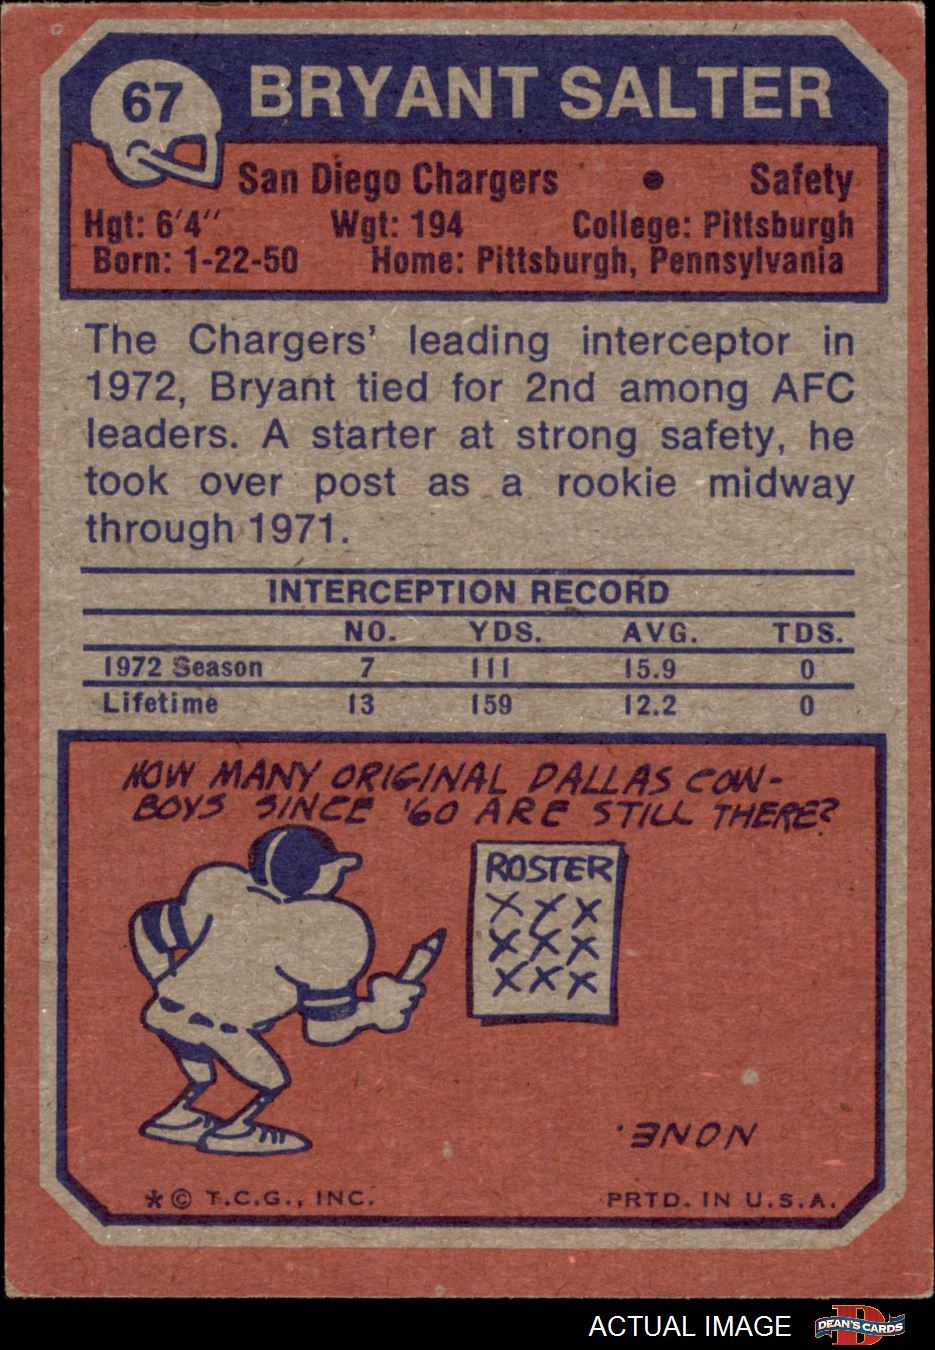 67
BRYANT SALTER
San Diego Chargers • Safety
Hgt: 6'4" Wgt: 194 College: Pittsburgh
Born: 1-22-50 Home: Pittsburgh, Pennsylvania
The Chargers' leading interceptor in
1972, Bryant tied for 2nd among AFC
leaders. A starter at strong safety, he
took over post as a rookie midway
through 1971.
INTERCEPTION RECORD
NO. YDS. AVG. TDS.
1972 Season 7 111 15.9 0
Lifetime 13 159 12.2 0
HOW MANY ORIGINAL DALLAS COW-
BOYS SINCE '60 ARE STILL THERE?
ROSTER
X X X
X X X
X X X
NONE.
* © T.C.G., INC. PRTD. IN U.S.A.
ACTUAL IMAGE
D
DEAN'S CARDS